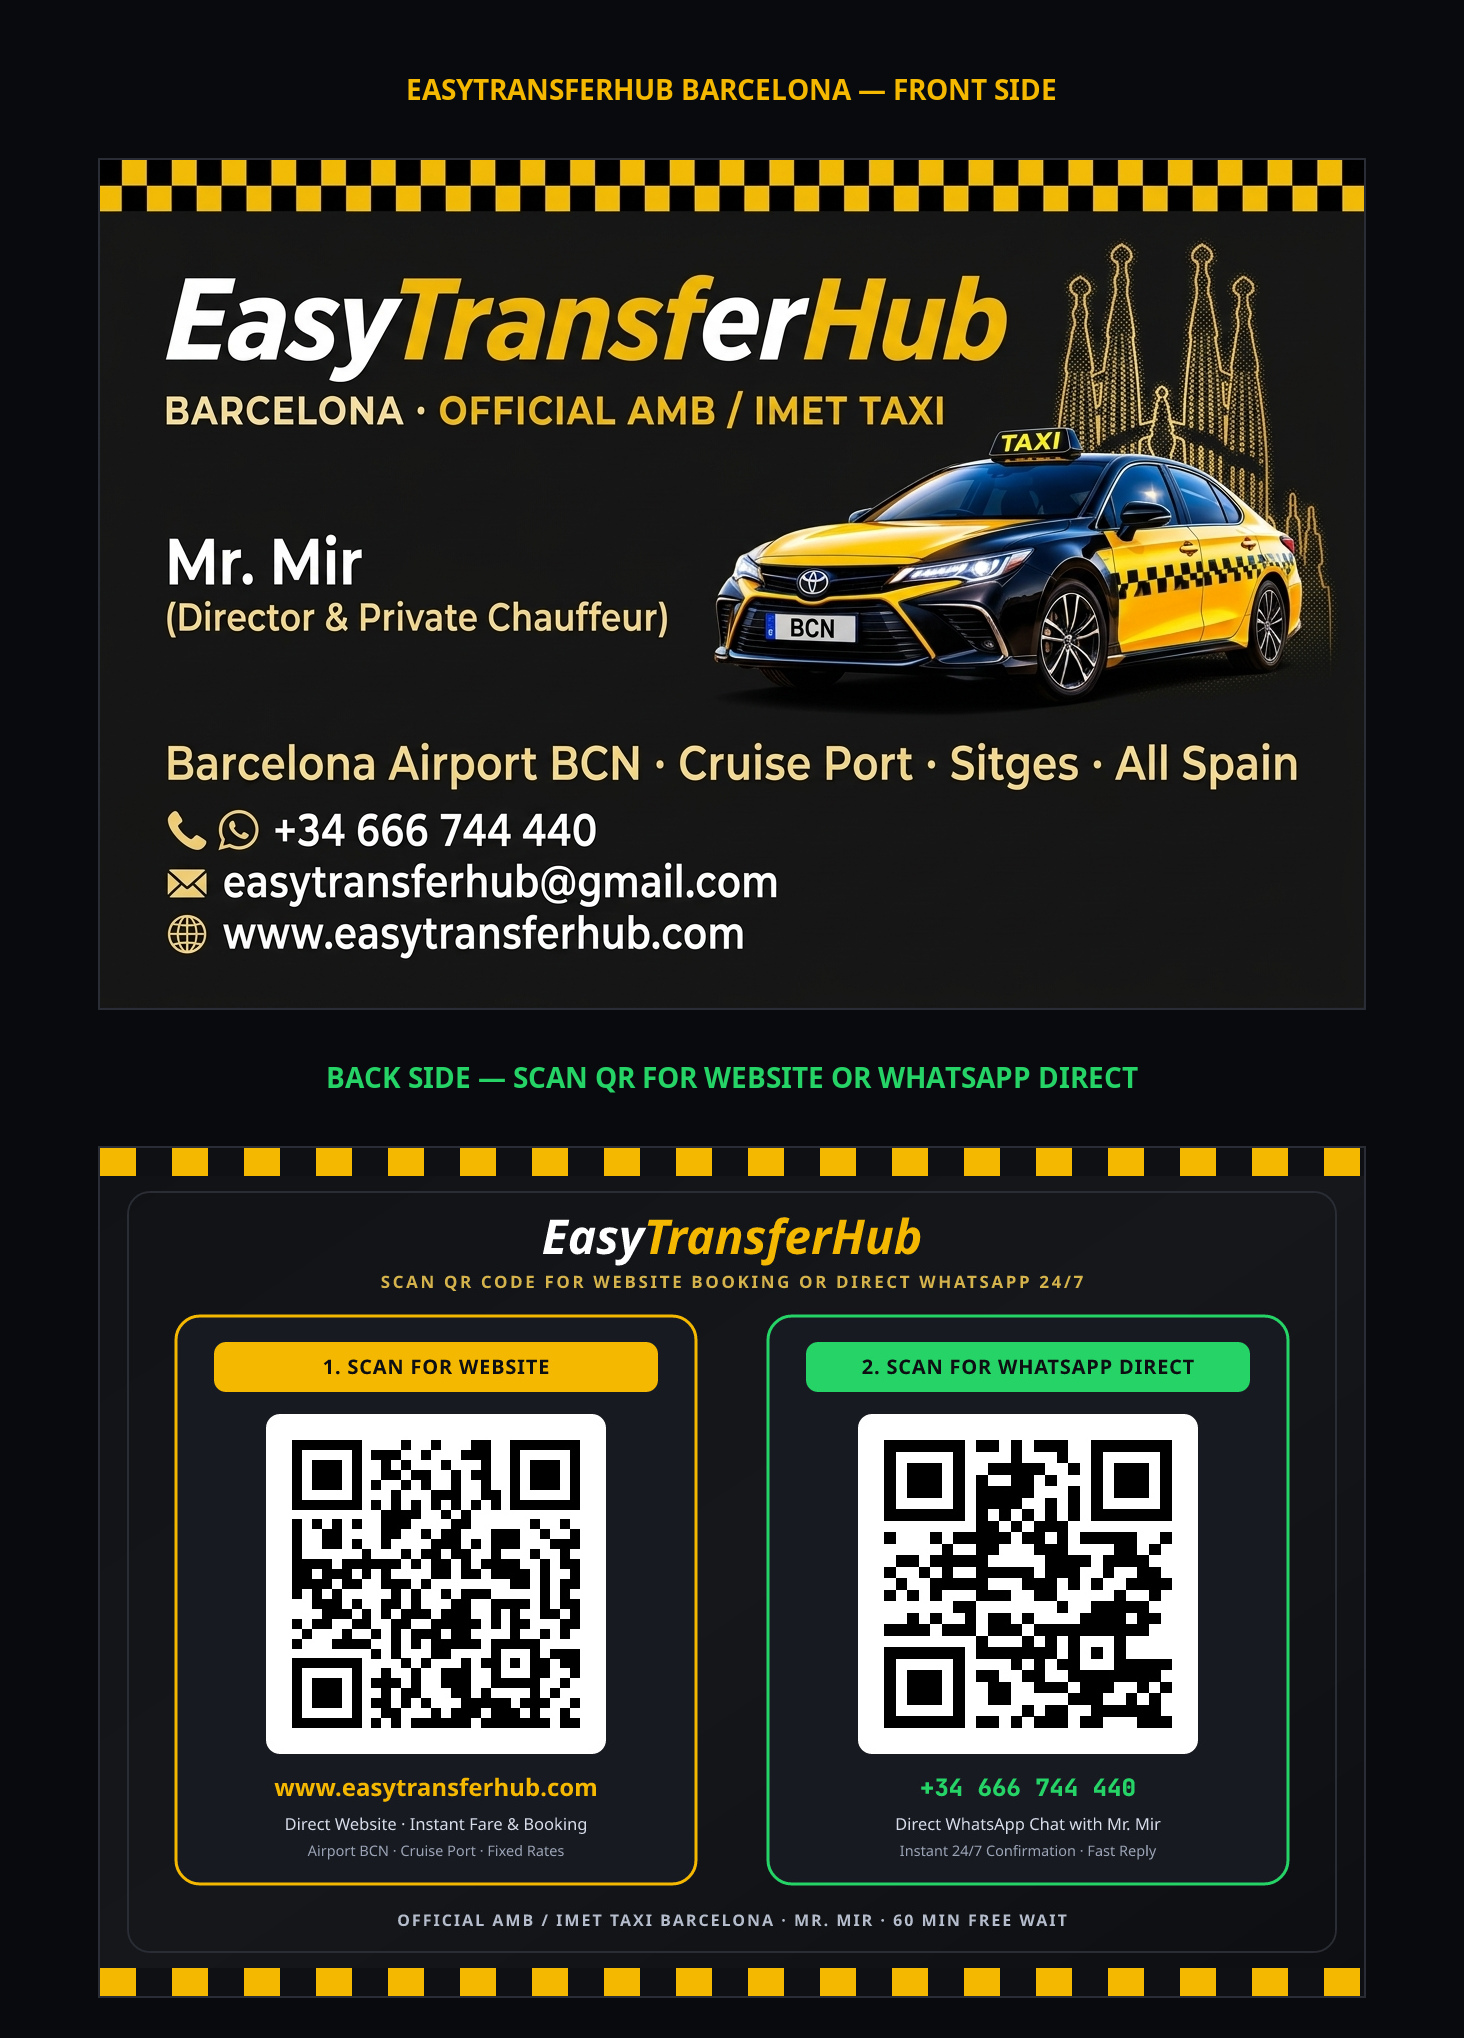 EASYTRANSFERHUB BARCELONA — FRONT SIDE
EasyTransferHub
BARCELONA · OFFICIAL AMB / IMET TAXI
TAXI
Mr. Mir
(Director & Private Chauffeur)
BCN
Barcelona Airport BCN · Cruise Port · Sitges · All Spain
+34 666 744 440
easytransferhub@gmail.com
www.easytransferhub.com
BACK SIDE — SCAN QR FOR WEBSITE OR WHATSAPP DIRECT
EasyTransferHub
SCAN QR CODE FOR WEBSITE BOOKING OR DIRECT WHATSAPP 24/7
1. SCAN FOR WEBSITE
www.easytransferhub.com
Direct Website · Instant Fare & Booking
Airport BCN · Cruise Port · Fixed Rates
2. SCAN FOR WHATSAPP DIRECT
+34 666 744 440
Direct WhatsApp Chat with Mr. Mir
Instant 24/7 Confirmation · Fast Reply
OFFICIAL AMB / IMET TAXI BARCELONA · MR. MIR · 60 MIN FREE WAIT